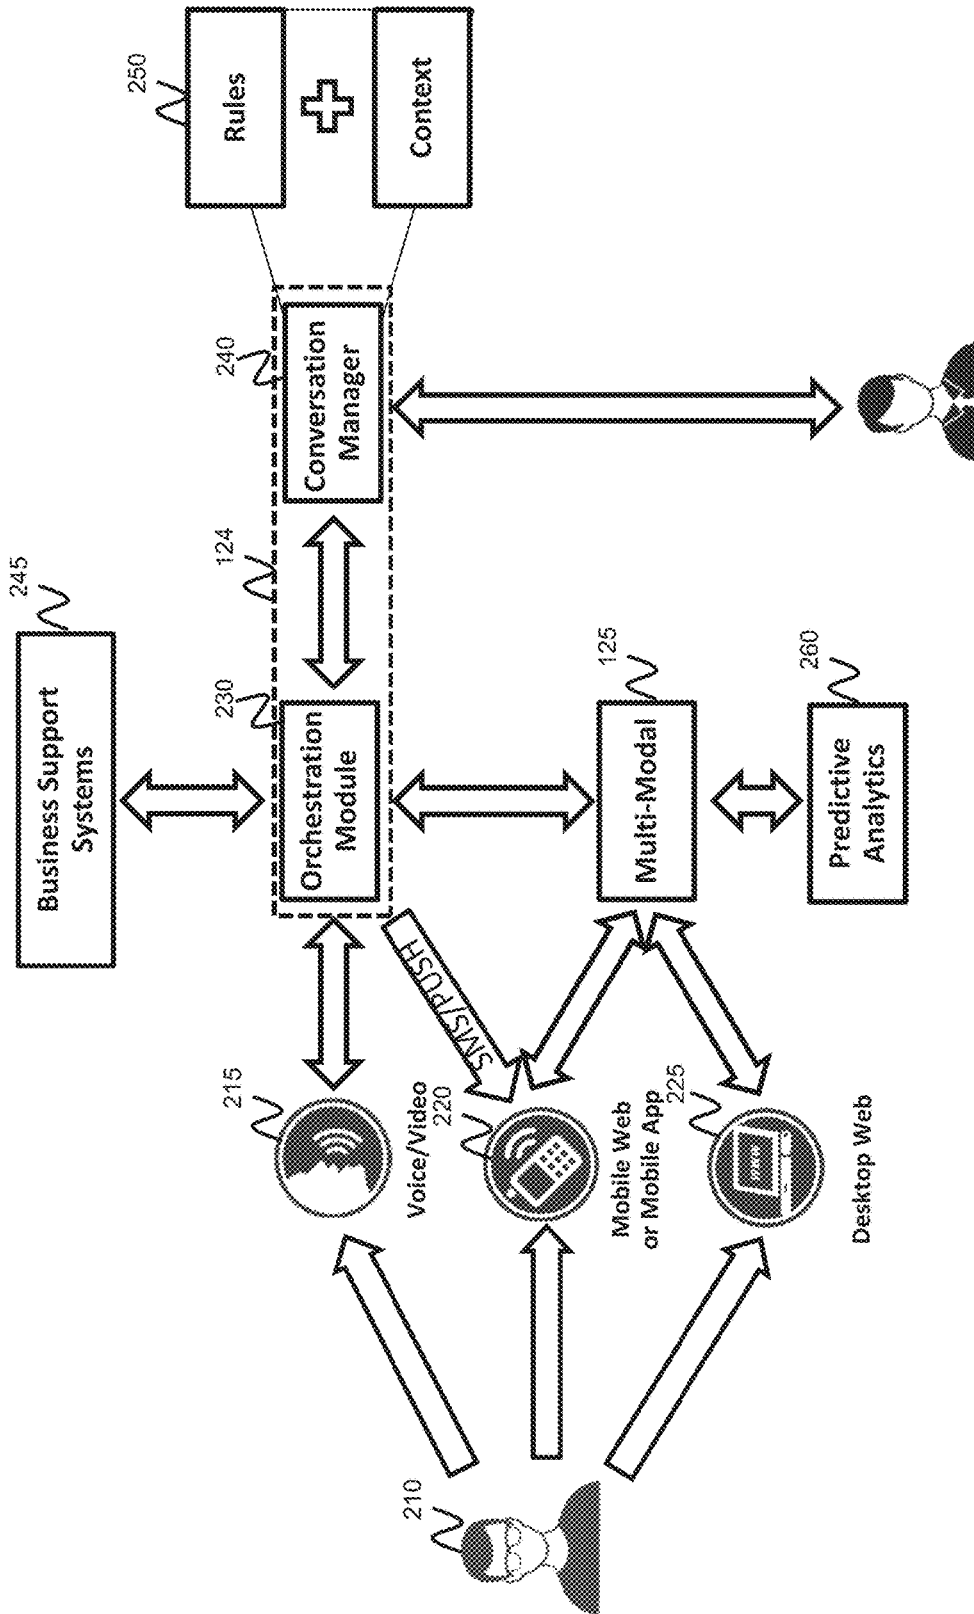 245
Business Support
Systems
215
230
124
240
250
Orchestration
Module
Conversation
Manager
Rules
Context
SMS/PUSH
Voice/Video
210
220
Mobile Web
or Mobile App
125
Multi-Modal
225
Desktop Web
260
Predictive
Analytics